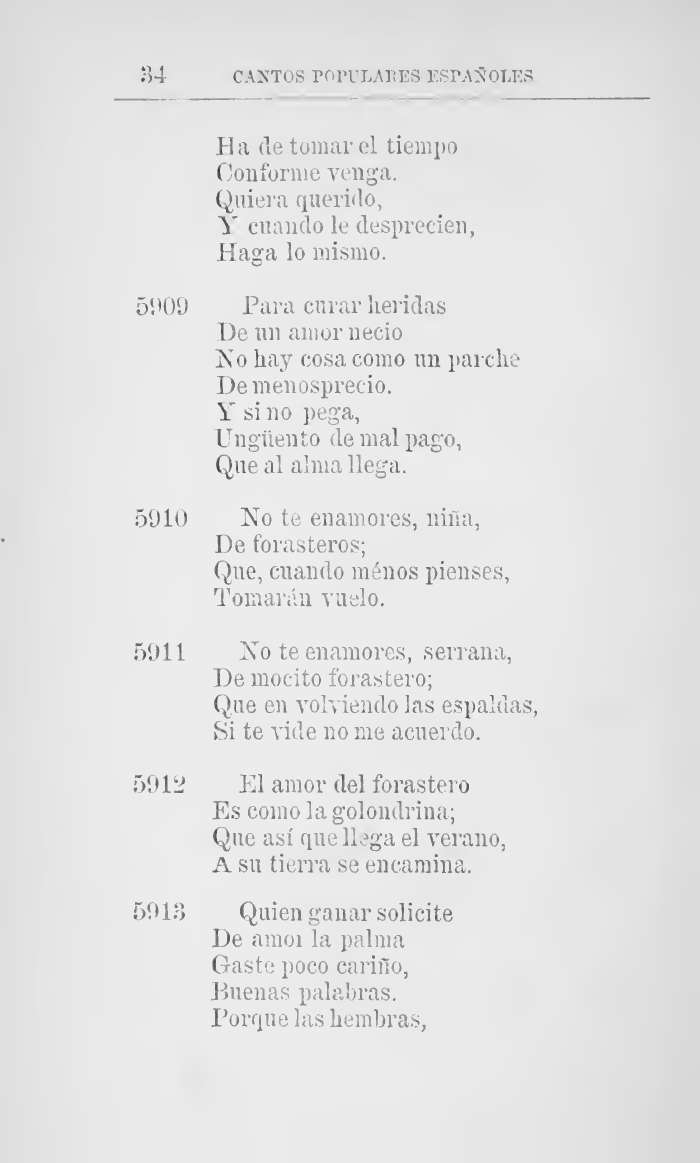 34 CANTOS POPULARES ESPAÑOLES
Ha de tomar el tiempo
Conforme venga.
Quiera querido,
Y cuando le desprecien,
Haga lo mismo.
5909 Para curar heridas
De un amor necio
No hay cosa como un parche
De menosprecio.
Y si no pega,
Ungüento de mal pago,
Que al alma llega.
5910 No te enamores, niña,
De forasteros;
Que, cuando ménos pienses,
Tomarán vuelo.
5911 No te enamores, serrana,
De mocito forastero;
Que en volviendo las espaldas,
Si te vide no me acuerdo.
5912 El amor del forastero
Es como la golondrina;
Que así que llega el verano,
A su tierra se encamina.
5913 Quien ganar solicite
De amor la palma
Gaste poco cariño,
Buenas palabras.
Porque las hembras,